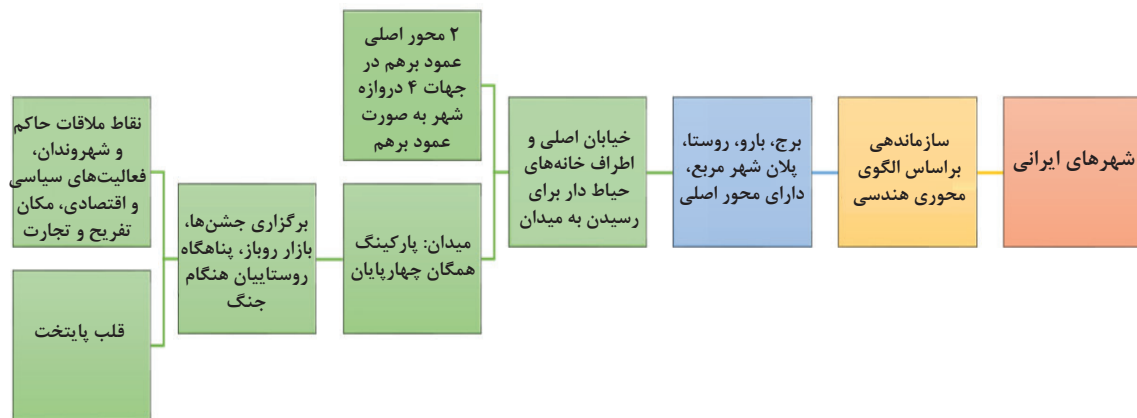 شهرهای ایرانی
سازماندهی
براساس الگوی
محوری هندسی
برج، بارو، روستا،
پلان شهر مربع،
دارای محور اصلی
خیابان اصلی و
اطراف خانه‌های
حیاط دار برای
رسیدن به میدان
۲ محور اصلی
عمود برهم در
جهات ۴ دروازه
شهر به صورت
عمود برهم
میدان: پارکینگ
همگان چهارپایان
برگزاری جشن‌ها،
بازار روباز، پناهگاه
روستاییان هنگام
جنگ
نقاط ملاقات حاکم
و شهروندان،
فعالیت‌های سیاسی
و اقتصادی، مکان
تفریح و تجارت
قلب پایتخت